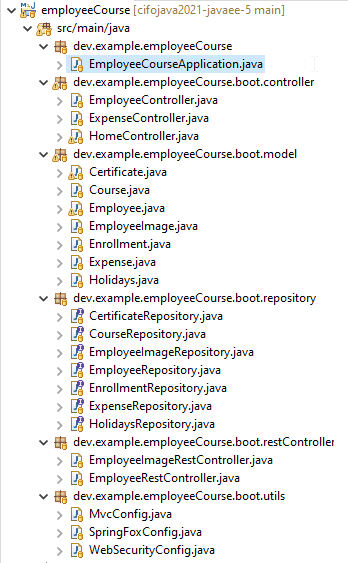 employeeCourse [cifojava2021-javaee-5 main]
src/main/java
dev.example.employeeCourse
EmployeeCourseApplication.java
dev.example.employeeCourse.boot.controller
EmployeeController.java
ExpenseController.java
HomeController.java
dev.example.employeeCourse.boot.model
Certificate.java
Course.java
Employee.java
EmployeeImage.java
Enrollment.java
Expense.java
Holidays.java
dev.example.employeeCourse.boot.repository
CertificateRepository.java
CourseRepository.java
EmployeeImageRepository.java
EmployeeRepository.java
EnrollmentRepository.java
ExpenseRepository.java
HolidaysRepository.java
dev.example.employeeCourse.boot.restController
EmployeeImageRestController.java
EmployeeRestController.java
dev.example.employeeCourse.boot.utils
MvcConfig.java
SpringFoxConfig.java
WebSecurityConfig.java